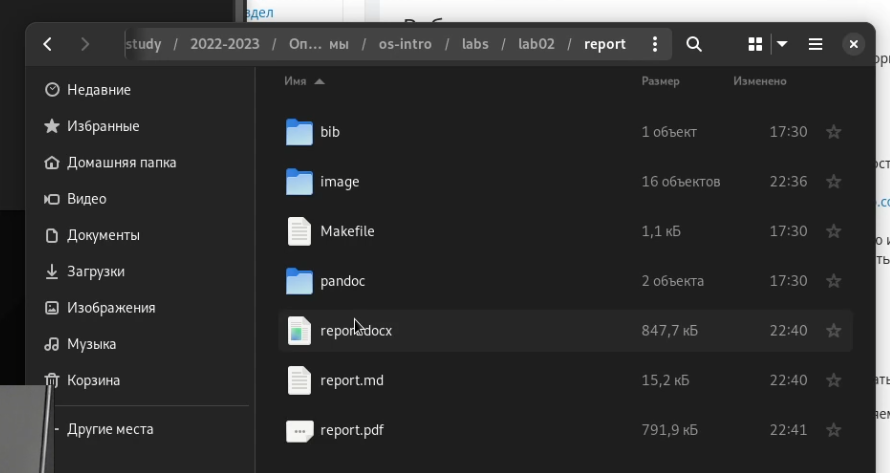 study / 2022-2023 / Оп… мы / os-intro / labs / lab02 / report
Недавние
Избранные
Домашняя папка
Видео
Документы
Загрузки
Изображения
Музыка
Корзина
Другие места
Имя Размер Изменено
bib 1 объект 17:30
image 16 объектов 22:36
Makefile 1,1 кБ 17:30
pandoc 2 объекта 17:30
report.docx 847,7 кБ 22:40
report.md 15,2 кБ 22:40
report.pdf 791,9 кБ 22:41